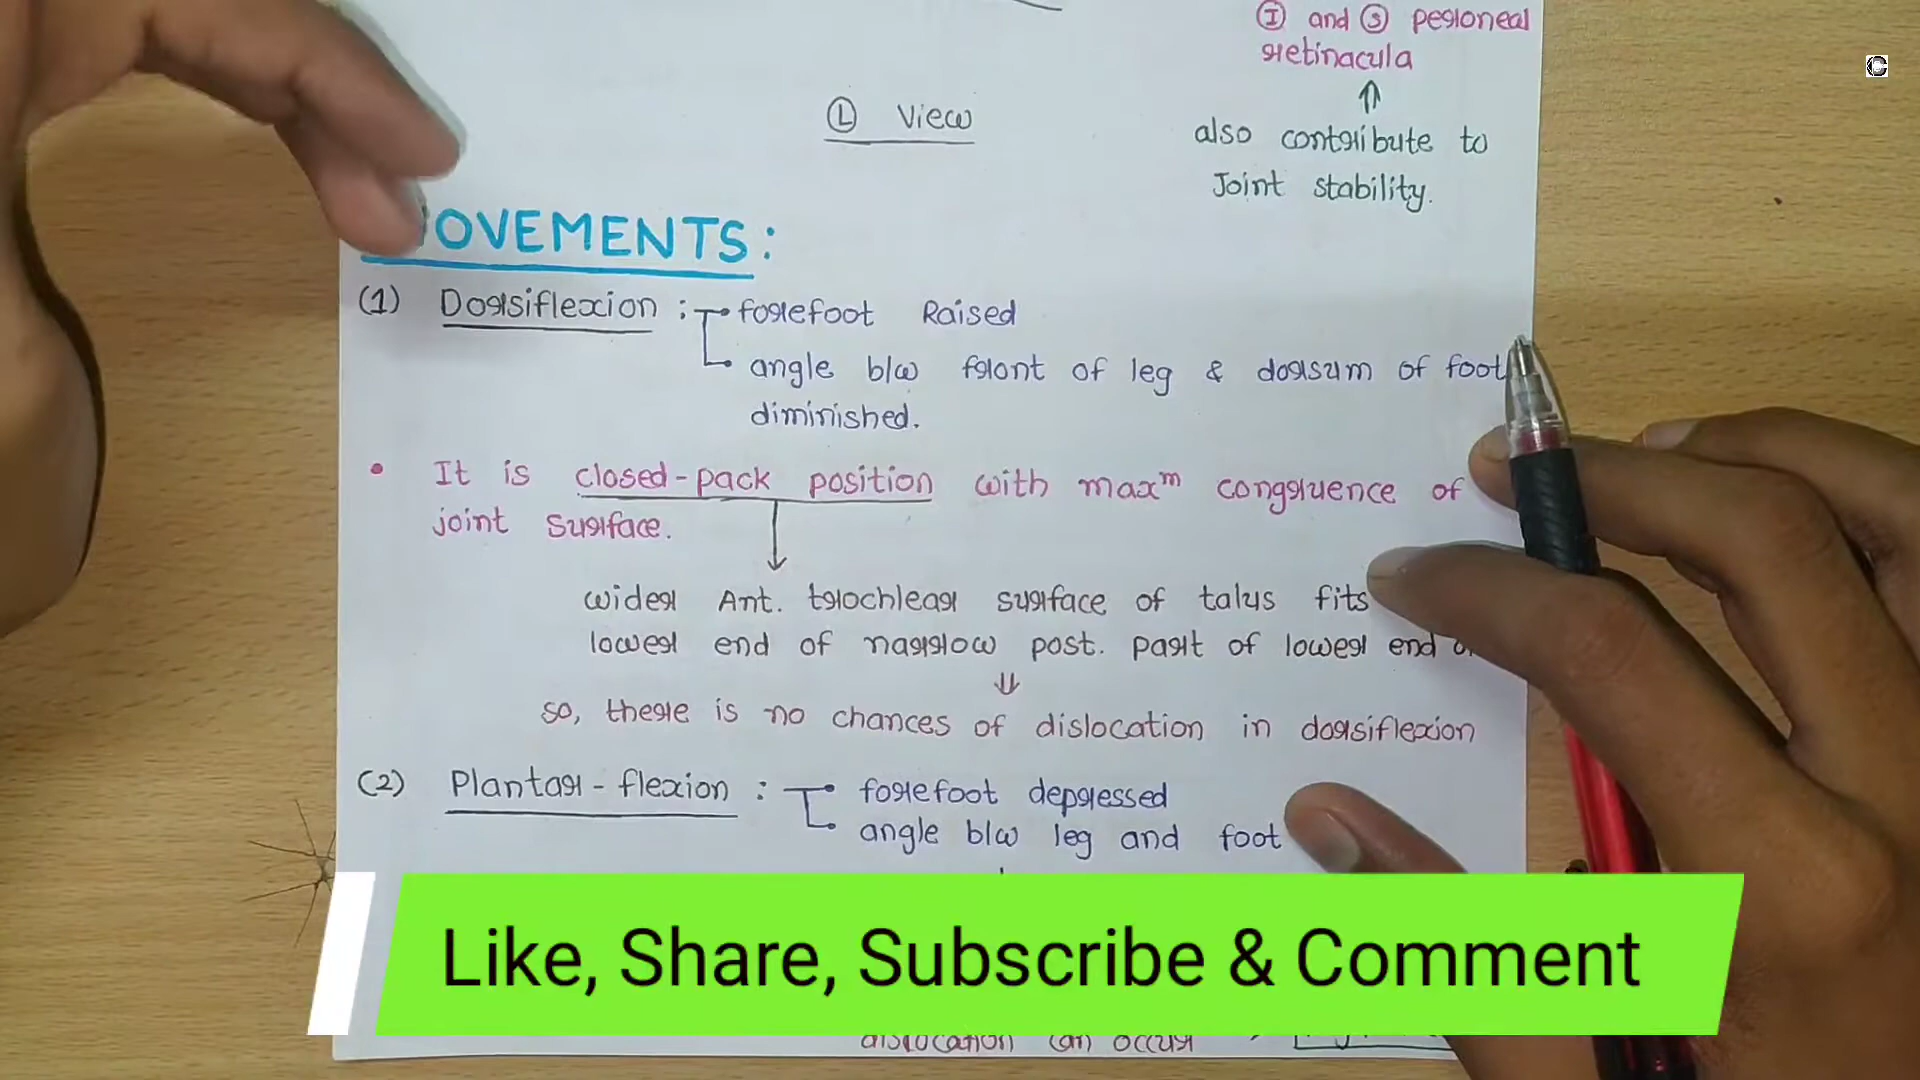 Ⓘ and Ⓢ peroneal
retinacula
⇑
also contribute to
Joint stability.
Ⓛ View
OVEMENTS:
(1) Dorsiflexion : forefoot Raised
angle b/w front of leg & dorsum of foot
diminished.
• It is closed-pack position with maxᵐ congruence of
joint surface.
wider Ant. trochlear surface of talus fits
lower end of narrow post. part of lower end
⇓
so, there is no chances of dislocation in dorsiflexion
(2) Plantar-flexion : forefoot depressed
angle b/w leg and foot
Like, Share, Subscribe & Comment
dislocation can occur